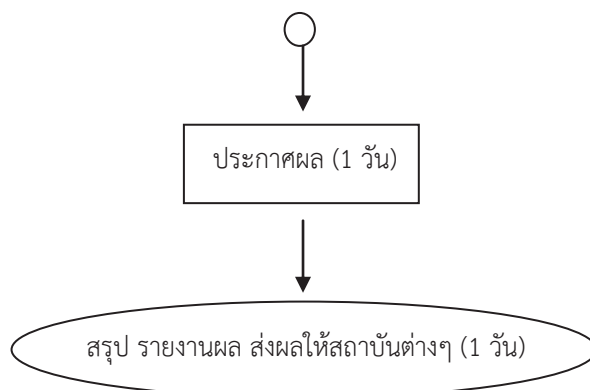 ประกาศผล (1 วัน)
สรุป รายงานผล ส่งผลให้สถาบันต่างๆ (1 วัน)